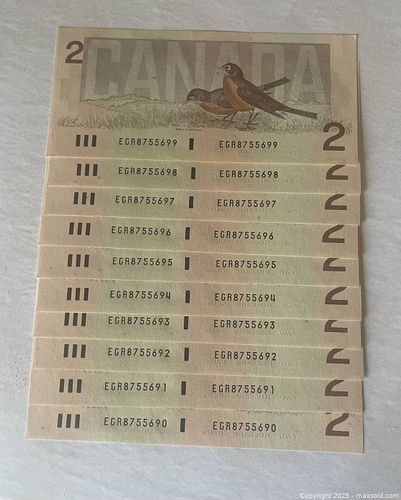 2 CANADA
EGR8755699 EGR8755699 2
EGR8755698 EGR8755698 2
EGR8755697 EGR8755697 2
EGR8755696 EGR8755696 2
EGR8755695 EGR8755695 2
EGR8755694 EGR8755694 2
EGR8755693 EGR8755693 2
EGR8755692 EGR8755692 2
EGR8755691 EGR8755691 2
EGR8755690 EGR8755690 2
Copyright 2025 - maxsold.com